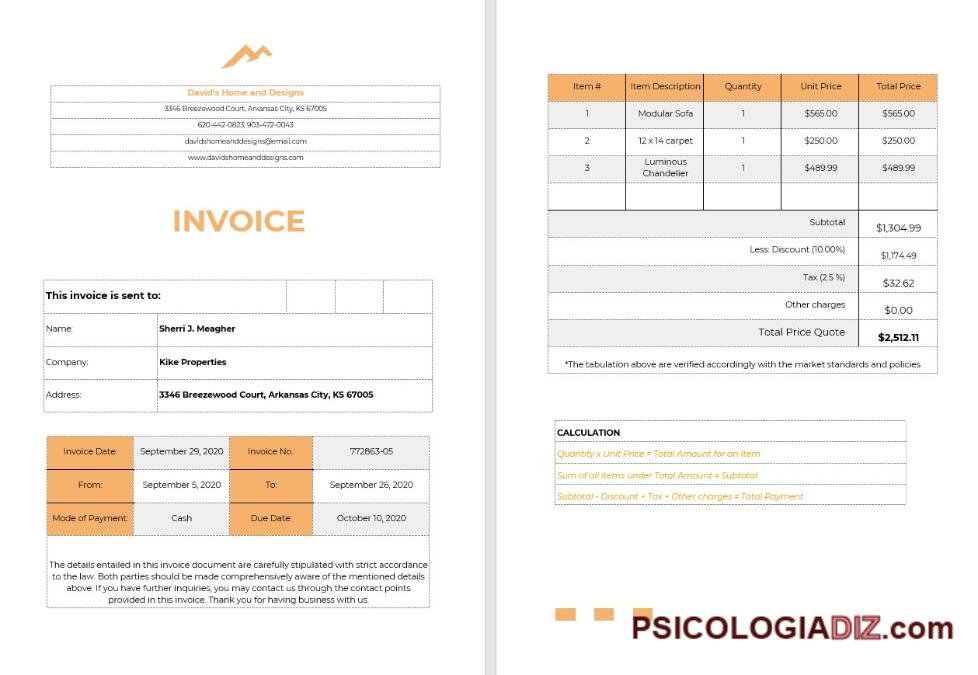 David's Home and Designs
3346 Breezewood Court, Arkansas City, KS 67005
620-442-0823; 903-472-0043
davidshomeanddesigns@email.com
www.davidshomeanddesigns.com
INVOICE
This invoice is sent to:
Name: Sherri J. Meagher
Company: Kike Properties
Address: 3346 Breezewood Court, Arkansas City, KS 67005
Invoice Date: September 29, 2020 Invoice No.: 772863-05
From: September 5, 2020 To: September 26, 2020
Mode of Payment: Cash Due Date: October 10, 2020
The details entailed in this invoice document are carefully stipulated with strict accordance
to the law. Both parties should be made comprehensively aware of the mentioned details
above. If you have further inquiries, you may contact us through the contact points
provided in this invoice. Thank you for having business with us.
Item # Item Description Quantity Unit Price Total Price
1 Modular Sofa 1 $565.00 $565.00
2 12 x 14 carpet 1 $250.00 $250.00
3 Luminous Chandelier 1 $489.99 $489.99
Subtotal $1,304.99
Less: Discount (10.00%) $1,174.49
Tax (2.5 %) $32.62
Other charges $0.00
Total Price Quote $2,512.11
*The tabulation above are verified accordingly with the market standards and policies
CALCULATION
Quantity x Unit Price = Total Amount for an Item
Sum of all items under Total Amount = Subtotal
Subtotal - Discount + Tax + Other charges = Total Payment
PSICOLOGIADIZ.com